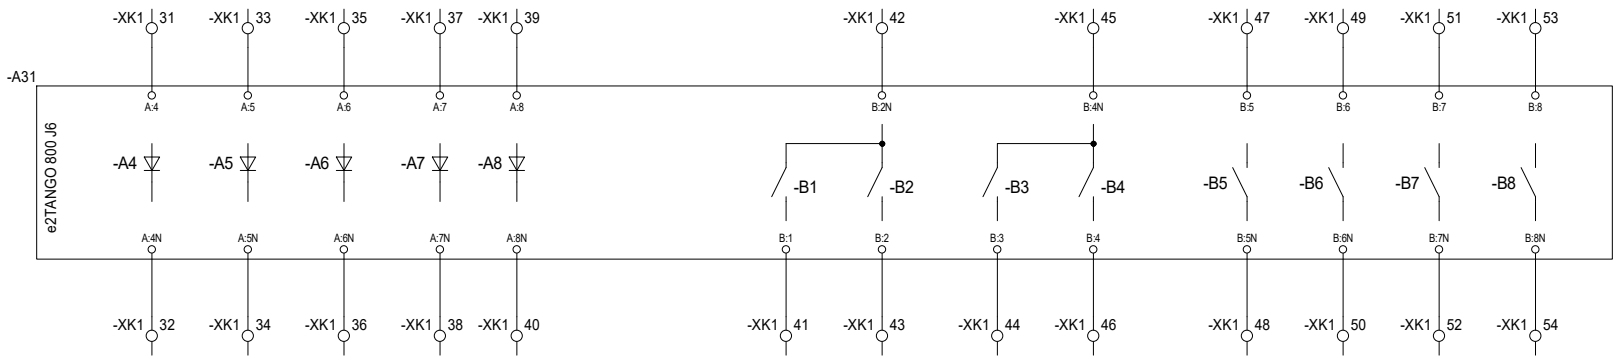 -XK1 31 -XK1 33 -XK1 35 -XK1 37 -XK1 39 -XK1 42 -XK1 45 -XK1 47 -XK1 49 -XK1 51 -XK1 53
-A31
A:4 A:5 A:6 A:7 A:8 B:2N B:4N B:5 B:6 B:7 B:8
e2TANGO 800 J6
-A4 -A5 -A6 -A7 -A8 -B1 -B2 -B3 -B4 -B5 -B6 -B7 -B8
A:4N A:5N A:6N A:7N A:8N B:1 B:2 B:3 B:4 B:5N B:6N B:7N B:8N
-XK1 32 -XK1 34 -XK1 36 -XK1 38 -XK1 40 -XK1 41 -XK1 43 -XK1 44 -XK1 46 -XK1 48 -XK1 50 -XK1 52 -XK1 54